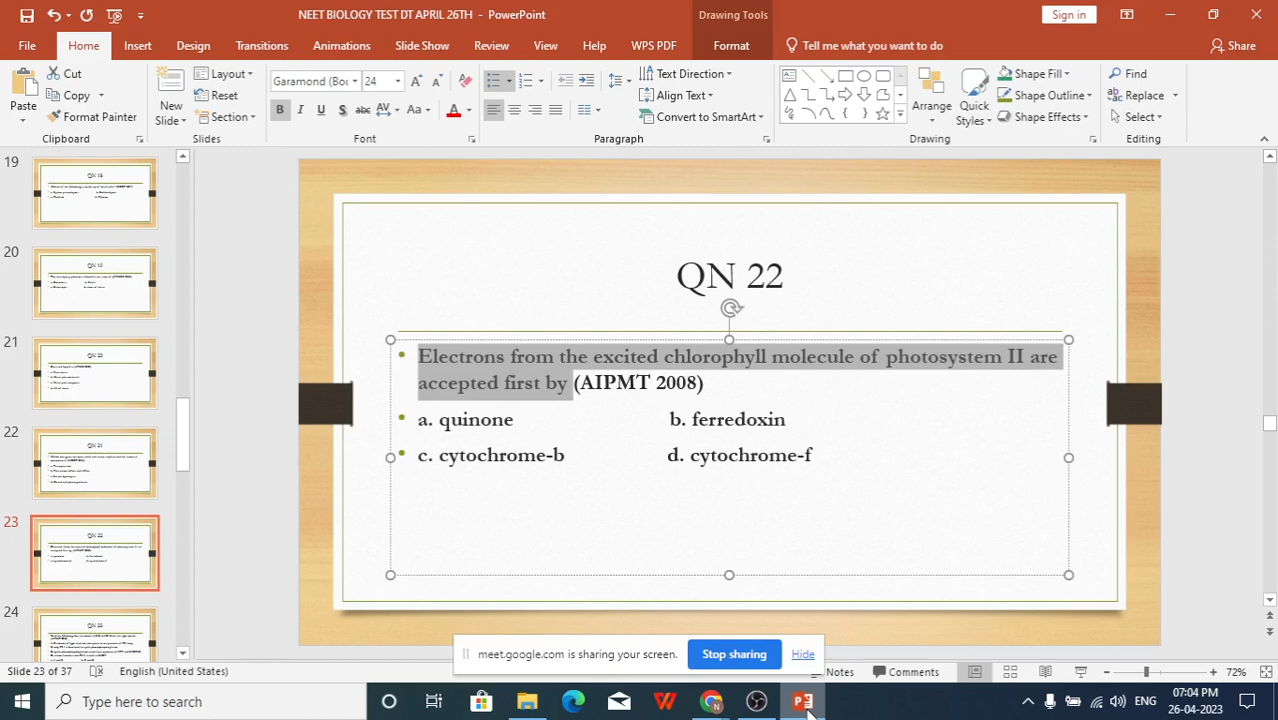 NEET BIOLOGY TEST DT APRIL 26TH - PowerPoint
Drawing Tools
Sign in
File Home Insert Design Transitions Animations Slide Show Review View Help WPS PDF Format Tell me what you want to do Share
Paste
Cut
Copy
Format Painter
Clipboard
New Slide
Layout
Reset
Section
Slides
Garamond (Boc 24
B U S abc AV Aa A
Font
Paragraph
Text Direction
Align Text
Convert to SmartArt
Arrange
Quick Styles
Shape Fill
Shape Outline
Shape Effects
Drawing
Find
Replace
Select
Editing
19
20
21
22
23
24
QN 22
Electrons from the excited chlorophyll molecule of photosystem II are
accepted first by (AIPMT 2008)
a. quinone b. ferredoxin
c. cytochrome-b d. cytochrome-f
meet.google.com is sharing your screen. Stop sharing Hide
Slide 23 of 37 English (United States) Notes Comments 72%
Type here to search
ENG
07:04 PM
26-04-2023